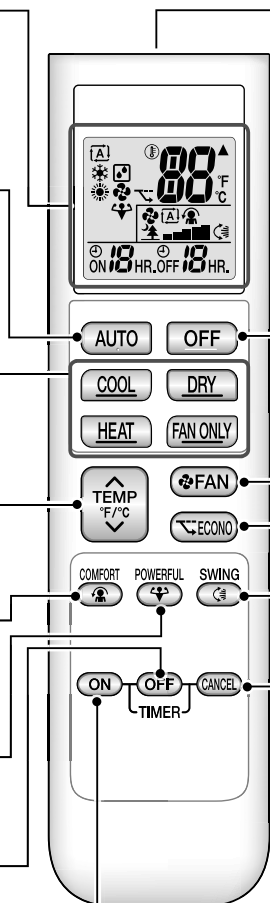 A
88 °F
°C
A
ON 18 HR. OFF 18 HR.
AUTO OFF
COOL DRY
HEAT FAN ONLY
TEMP
°F/°C
FAN
ECONO
COMFORT POWERFUL SWING
ON OFF CANCEL
TIMER